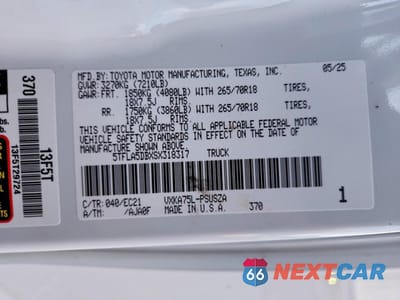 MFD.BY: TOYOTA MOTOR MANUFACTURING, TEXAS, INC. 05/25
GVWR: 3270KG (7210LB)
GAWR: FRT. 1850KG (4080LB) WITH 265/70R18 TIRES,
18X7.5J RIMS.
RR. 1750KG (3860LB) WITH 265/70R18 TIRES,
18X7.5J RIMS.
THIS VEHICLE CONFORMS TO ALL APPLICABLE FEDERAL MOTOR
VEHICLE SAFETY STANDARDS IN EFFECT ON THE DATE OF
MANUFACTURE SHOWN ABOVE.
5TFLA5DBXSX318317 TRUCK
C/TR: 040/EC21 VXKA75L-PSUSZA
A/TM: /AJA0F MADE IN U.S.A. 370 1
370
13F5T
13F5T29724
lbs.
66 NEXTCAR